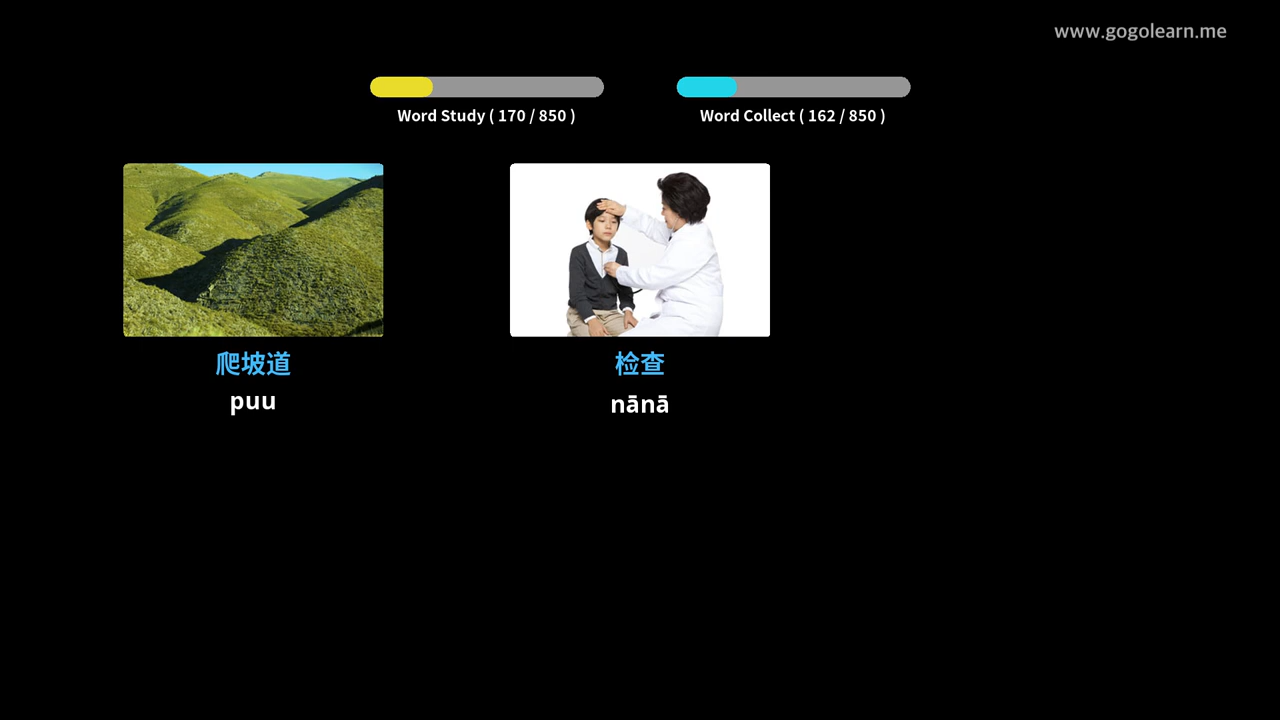 www.gogolearn.me
Word Study ( 170 / 850 )
Word Collect ( 162 / 850 )
爬坡道
puu
检查
nānā